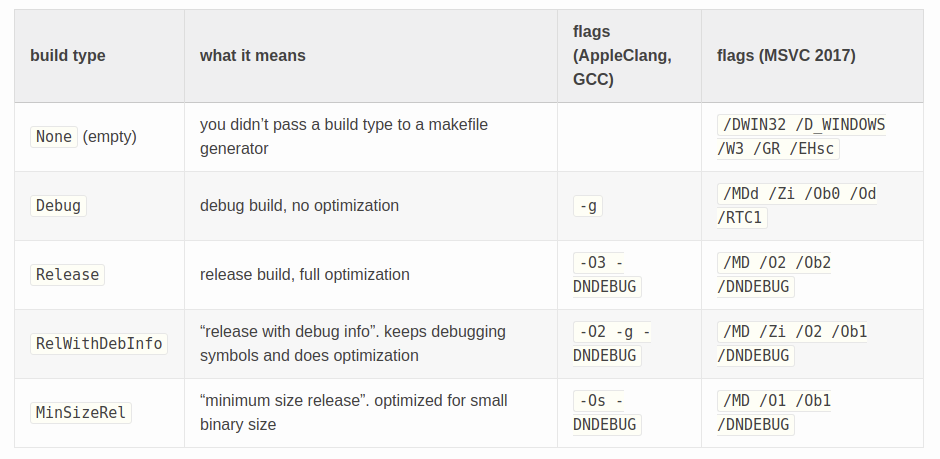 build type
what it means
flags
(AppleClang,
GCC)
flags (MSVC 2017)
None (empty)
you didn’t pass a build type to a makefile
generator
/DWIN32 /D_WINDOWS
/W3 /GR /EHsc
Debug
debug build, no optimization
-g
/MDd /Zi /Ob0 /Od
/RTC1
Release
release build, full optimization
-O3 -
DNDEBUG
/MD /O2 /Ob2
/DNDEBUG
RelWithDebInfo
“release with debug info”. keeps debugging
symbols and does optimization
-O2 -g -
DNDEBUG
/MD /Zi /O2 /Ob1
/DNDEBUG
MinSizeRel
“minimum size release”. optimized for small
binary size
-Os -
DNDEBUG
/MD /O1 /Ob1
/DNDEBUG